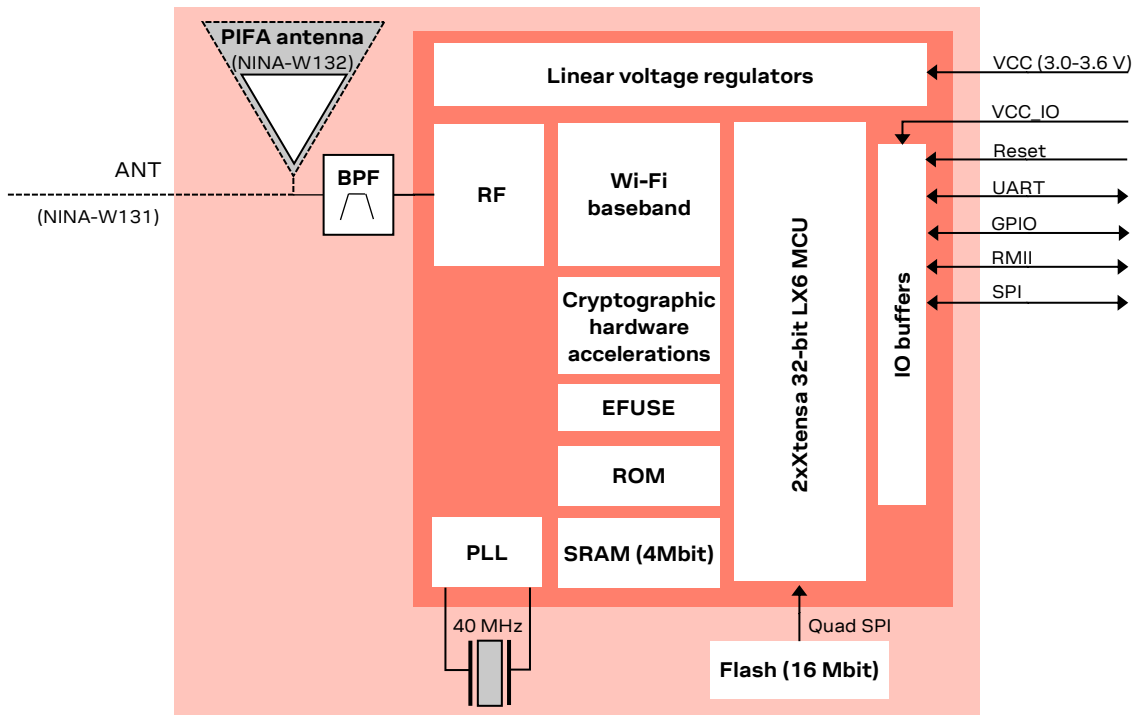 PIFA antenna
(NINA-W132)
Linear voltage regulators
VCC (3.0-3.6 V)
VCC_IO
Reset
ANT
BPF
RF
Wi-Fi
baseband
UART
(NINA-W131)
GPIO
RMII
SPI
Cryptographic
hardware
accelerations
2xXtensa 32-bit LX6 MCU
IO buffers
EFUSE
ROM
PLL
SRAM (4Mbit)
40 MHz
Quad SPI
Flash (16 Mbit)